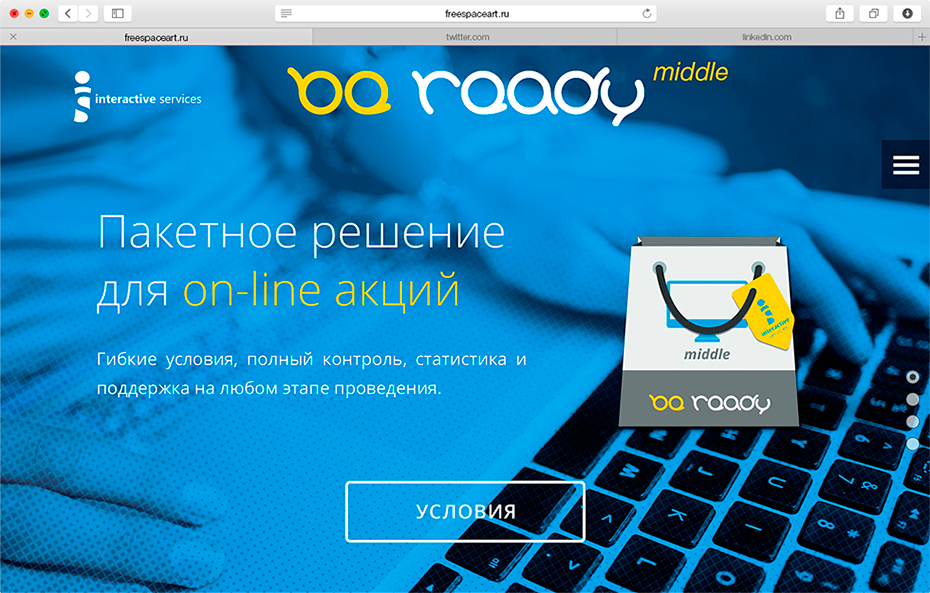 freespaceart.ru
freespaceart.ru
twitter.com
linkedin.com
interactive services
be ready
middle
Пакетное решение
для on-line акций
Гибкие условия, полный контроль, статистика и
поддержка на любом этапе проведения.
interactive
middle
be ready
УСЛОВИЯ